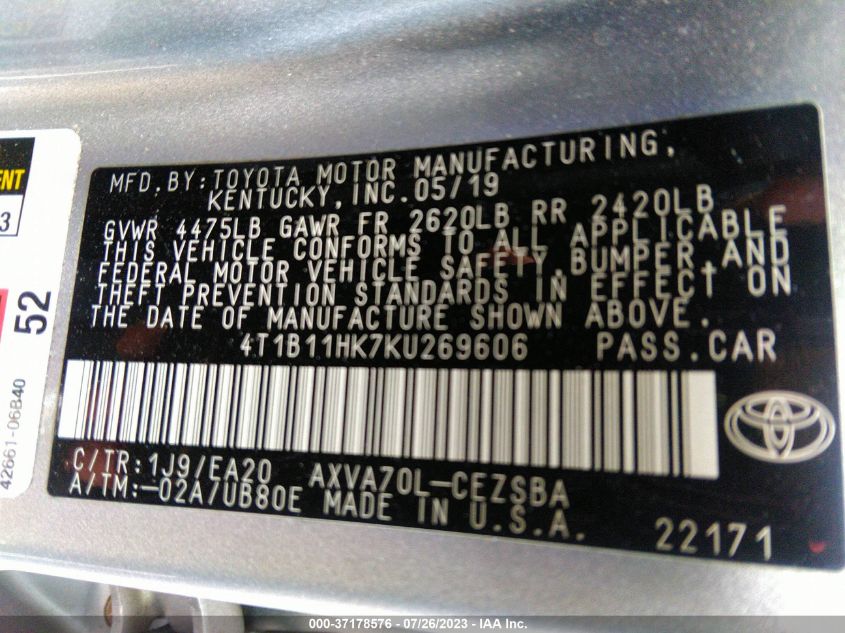 MFD. BY: TOYOTA MOTOR MANUFACTURING,
KENTUCKY, INC. 05/19
GVWR 4475LB GAWR FR 2620LB RR 2420LB
THIS VEHICLE CONFORMS TO ALL APPLICABLE
FEDERAL MOTOR VEHICLE SAFETY, BUMPER, AND
THEFT PREVENTION STANDARDS IN EFFECT ON
THE DATE OF MANUFACTURE SHOWN ABOVE.
4T1B11HK7KU269606 PASS. CAR
C/TR: 1J9/EA20 AXVA70L-CEZSBA
A/TM: -02A/UB80E MADE IN U.S.A.
22171
3
52
42661-06B40
000-37178576 - 07/26/2023 - IAA Inc.